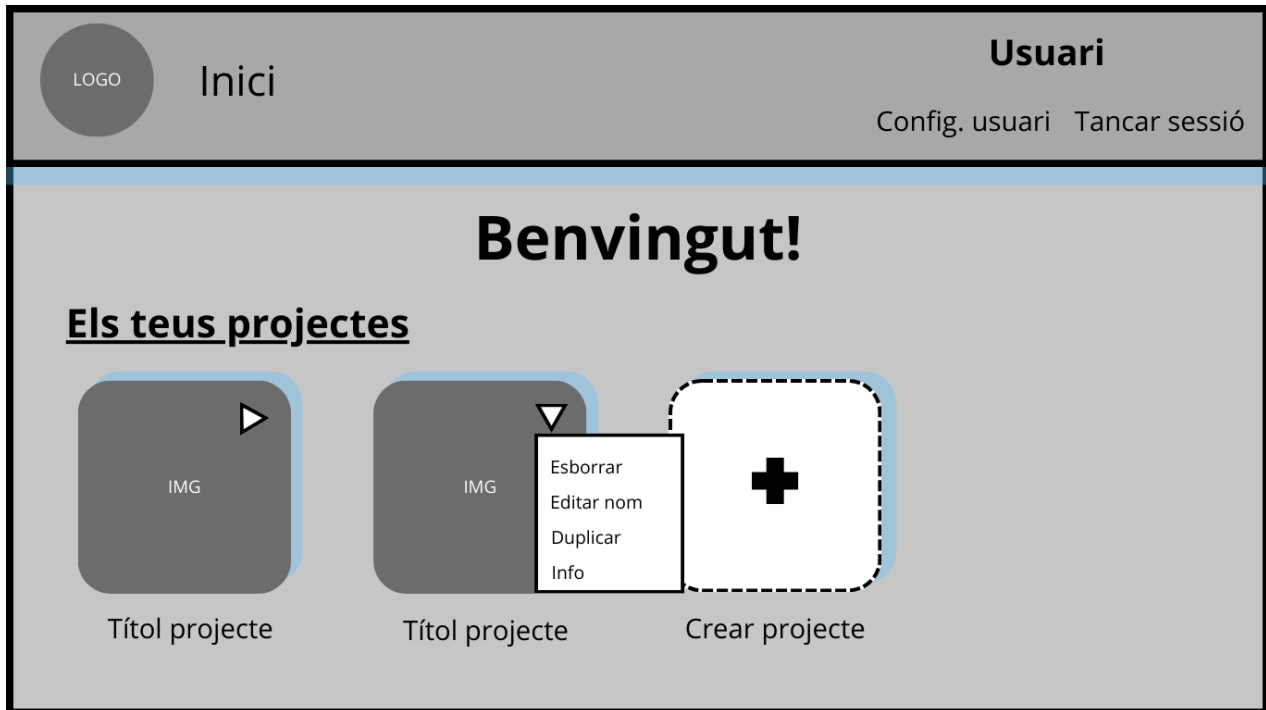 LOGO
Inici
Usuari
Config. usuari
Tancar sessió
Benvingut!
Els teus projectes
IMG
IMG
Esborrar
Editar nom
Duplicar
Info
Títol projecte
Títol projecte
Crear projecte